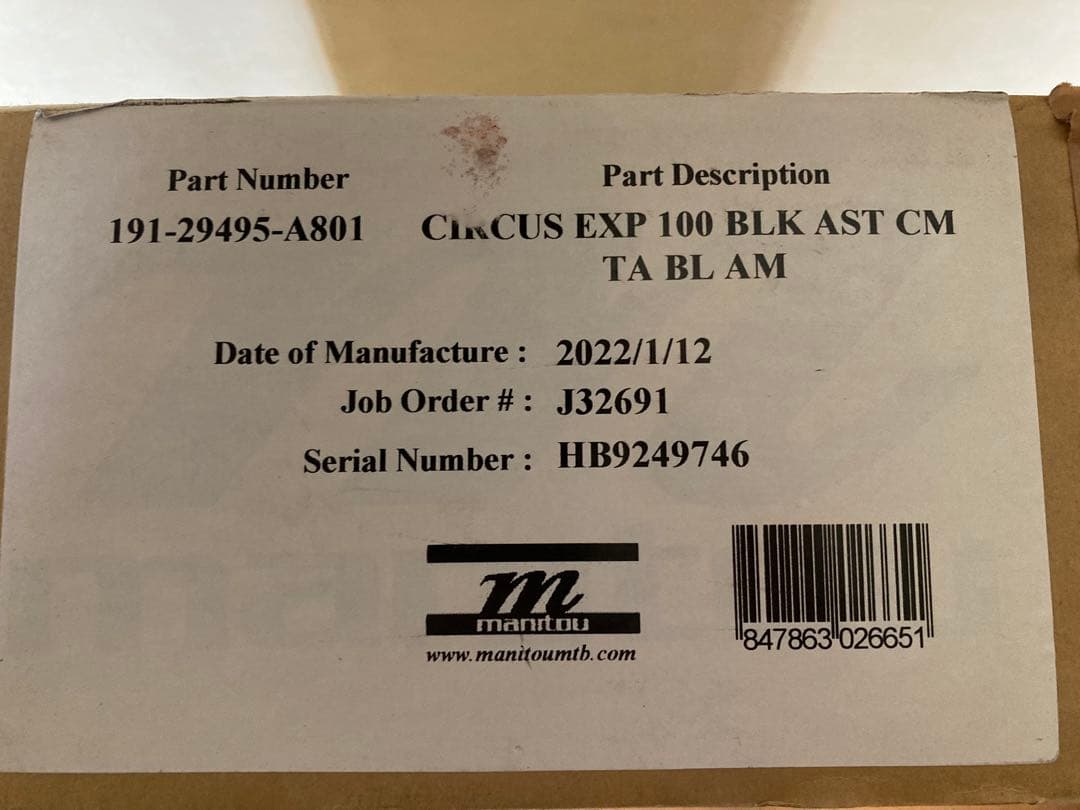 Part Number
Part Description
191-29495-A801
CIRCUS EXP 100 BLK AST CM
TA BL AM
Date of Manufacture : 2022/1/12
Job Order # : J32691
Serial Number : HB9249746
m
manitou
www.manitoumtb.com
847863 026651